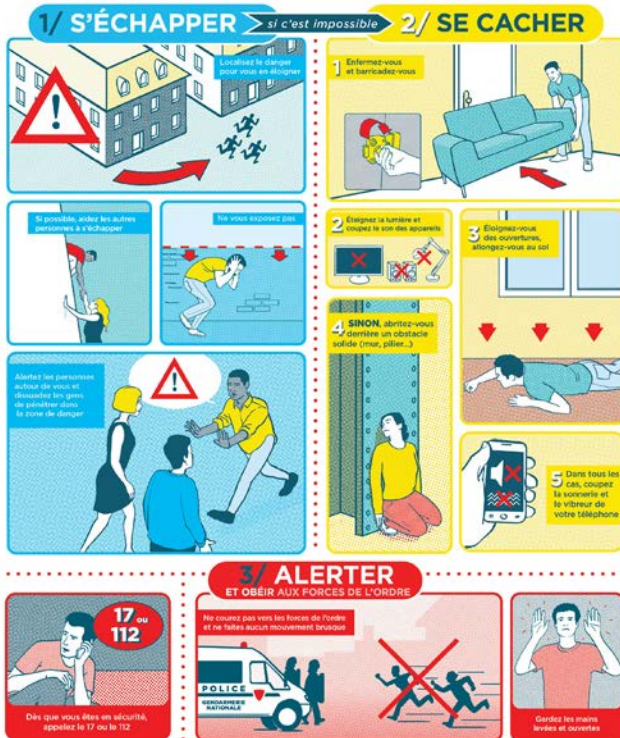 1/ S'ÉCHAPPER
si c'est impossible
2/ SE CACHER
Localisez le danger
pour vous en éloigner
Si possible, aidez les autres
personnes à s'échapper
Ne vous exposez pas
Alertez les personnes
autour de vous et
dissuadez les gens
de pénétrer dans
la zone de danger
1 Enfermez-vous
et barricadez-vous
2 Éteignez la lumière et
coupez le son des appareils
3 Éloignez-vous
des ouvertures,
allongez-vous au sol
4 SINON, abritez-vous
derrière un obstacle
solide (mur, pilier...)
5 Dans tous les
cas, coupez
la sonnerie et
le vibreur de
votre téléphone
3/ ALERTER
ET OBÉIR AUX FORCES DE L'ORDRE
17 ou
112
Dès que vous êtes en sécurité,
appelez le 17 ou le 112
Ne courez pas vers les forces de l'ordre
et ne faites aucun mouvement brusque
POLICE
GENDARMERIE
NATIONALE
Gardez les mains
levées et ouvertes